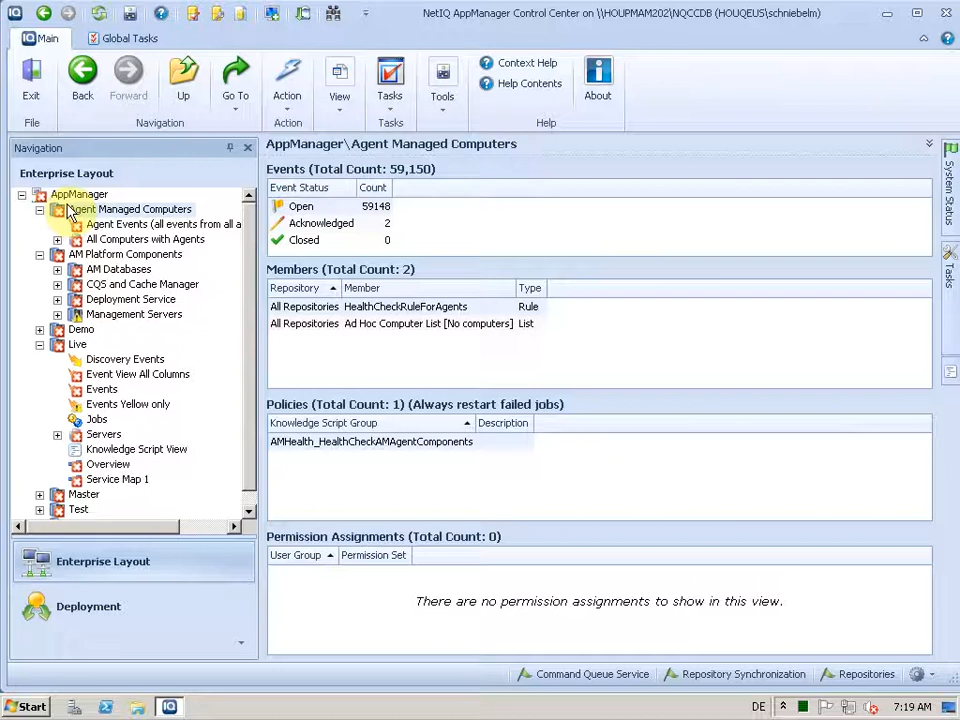 NetIQ AppManager Control Center on \\HOUPMAM202\NQCCDB (HOUQEUS\schniebelm)
Main
Global Tasks
Exit
Back
Forward
Up
Go To
Action
View
Tasks
Tools
Context Help
Help Contents
About
File
Navigation
Action
Tasks
Help
Navigation
Enterprise Layout
AppManager
Agent Managed Computers
Agent Events (all events from all a
All Computers with Agents
AM Platform Components
AM Databases
CQS and Cache Manager
Deployment Service
Management Servers
Demo
Live
Discovery Events
Event View All Columns
Events
Events Yellow only
Jobs
Servers
Knowledge Script View
Overview
Service Map 1
Master
Test
Enterprise Layout
Deployment
AppManager\Agent Managed Computers
Events (Total Count: 59,150)
Event Status Count
Open 59148
Acknowledged 2
Closed 0
Members (Total Count: 2)
Repository Member Type
All Repositories HealthCheckRuleForAgents Rule
All Repositories Ad Hoc Computer List [No computers] List
Policies (Total Count: 1) (Always restart failed jobs)
Knowledge Script Group Description
AMHealth_HealthCheckAMAgentComponents
Permission Assignments (Total Count: 0)
User Group Permission Set
There are no permission assignments to show in this view.
System Status
Tasks
Command Queue Service
Repository Synchronization
Repositories
Start
DE
7:19 AM